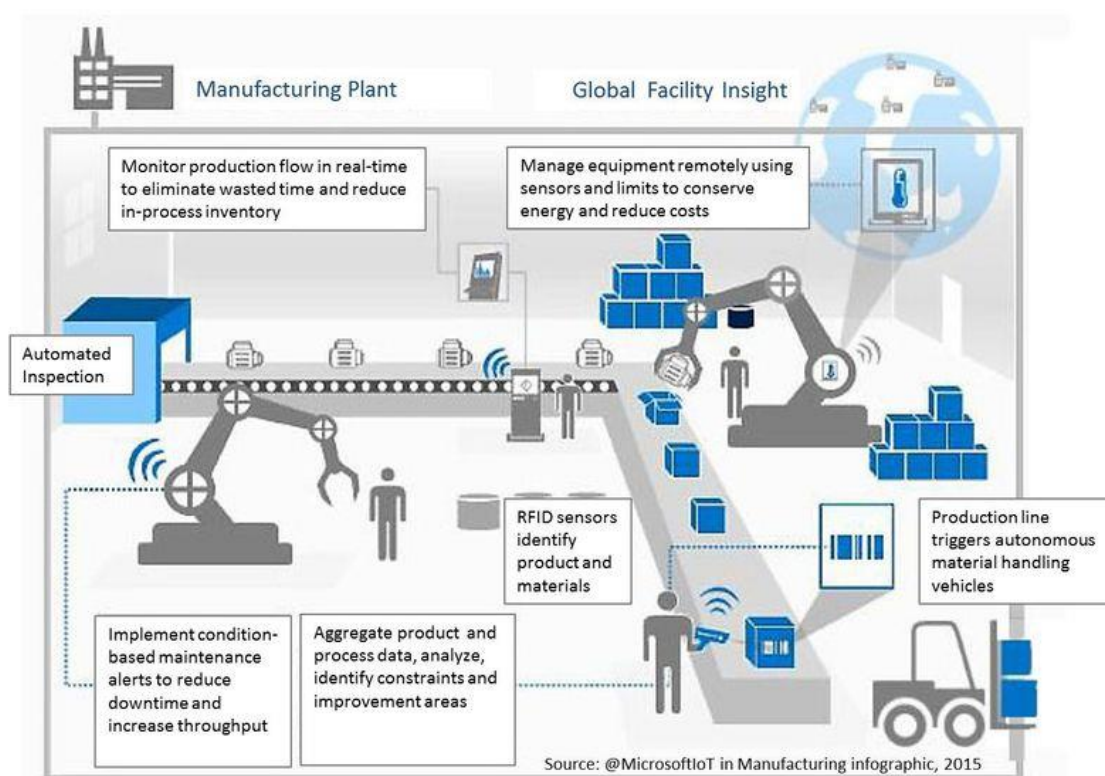 Manufacturing Plant
Global Facility Insight
Monitor production flow in real-time
to eliminate wasted time and reduce
in-process inventory
Manage equipment remotely using
sensors and limits to conserve
energy and reduce costs
Automated
Inspection
RFID sensors
identify
product and
materials
Production line
triggers autonomous
material handling
vehicles
Implement condition-
based maintenance
alerts to reduce
downtime and
increase throughput
Aggregate product and
process data, analyze,
identify constraints and
improvement areas
Source: @MicrosoftIoT in Manufacturing infographic, 2015